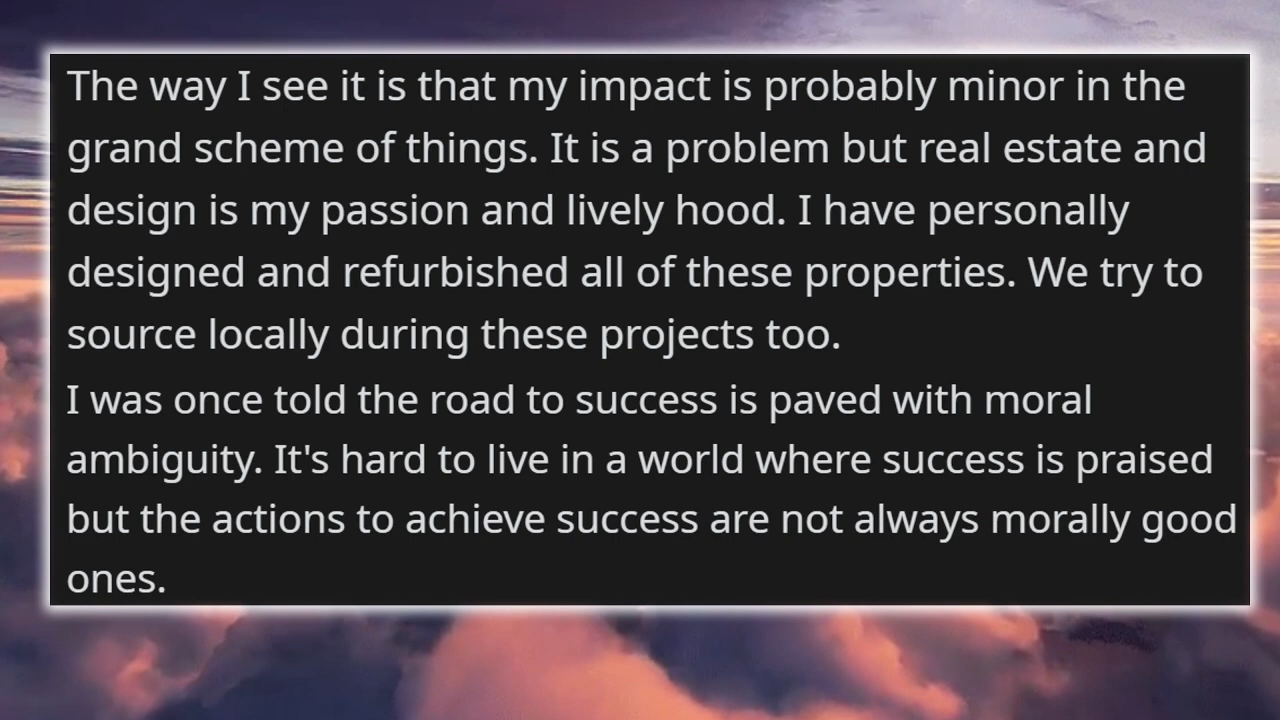 The way I see it is that my impact is probably minor in the
grand scheme of things. It is a problem but real estate and
design is my passion and lively hood. I have personally
designed and refurbished all of these properties. We try to
source locally during these projects too.
I was once told the road to success is paved with moral
ambiguity. It's hard to live in a world where success is praised
but the actions to achieve success are not always morally good
ones.